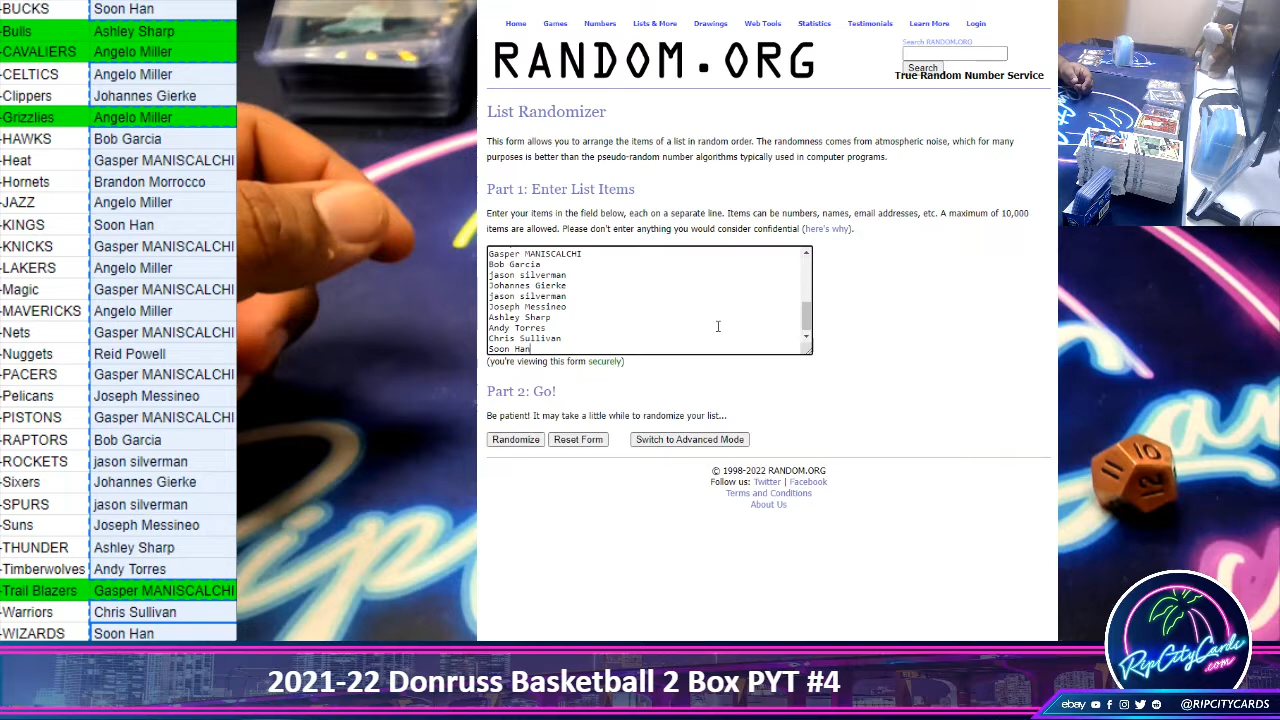 -BUCKS Soon Han
-Bulls Ashley Sharp
-CAVALIERS Angelo Miller
-CELTICS Angelo Miller
-Clippers Johannes Gierke
-Grizzlies Angelo Miller
-HAWKS Bob Garcia
-Heat Gasper MANISCALCHI
-Hornets Brandon Morrocco
-JAZZ Angelo Miller
-KINGS Soon Han
-KNICKS Gasper MANISCALCHI
-LAKERS Angelo Miller
-Magic Gasper MANISCALCHI
-MAVERICKS Angelo Miller
-Nets Gasper MANISCALCHI
-Nuggets Reid Powell
-PACERS Gasper MANISCALCHI
-Pelicans Joseph Messineo
-PISTONS Gasper MANISCALCHI
-RAPTORS Bob Garcia
-ROCKETS jason silverman
-Sixers Johannes Gierke
-SPURS jason silverman
-Suns Joseph Messineo
-THUNDER Ashley Sharp
-Timberwolves Andy Torres
-Trail Blazers Gasper MANISCALCHI
-Warriors Chris Sullivan
-WIZARDS Soon Han
Home Games Numbers Lists & More Drawings Web Tools Statistics Testimonials Learn More Login
RANDOM.ORG
Search RANDOM.ORG
Search
True Random Number Service
List Randomizer
This form allows you to arrange the items of a list in random order. The randomness comes from atmospheric noise, which for many
purposes is better than the pseudo-random number algorithms typically used in computer programs.
Part 1: Enter List Items
Enter your items in the field below, each on a separate line. Items can be numbers, names, email addresses, etc. A maximum of 10,000
items are allowed. Please don't enter anything you would consider confidential (here's why).
Gasper MANISCALCHI
Bob Garcia
jason silverman
Johannes Gierke
jason silverman
Joseph Messineo
Ashley Sharp
Andy Torres
Chris Sullivan
Soon Han
(you're viewing this form securely)
Part 2: Go!
Be patient! It may take a little while to randomize your list...
Randomize Reset Form Switch to Advanced Mode
© 1998-2022 RANDOM.ORG
Follow us: Twitter | Facebook
Terms and Conditions
About Us
11 10 12
RipCityCards
.com
2021-22 Donruss Basketball 2 Box PYT #4
ebay @RIPCITYCARDS